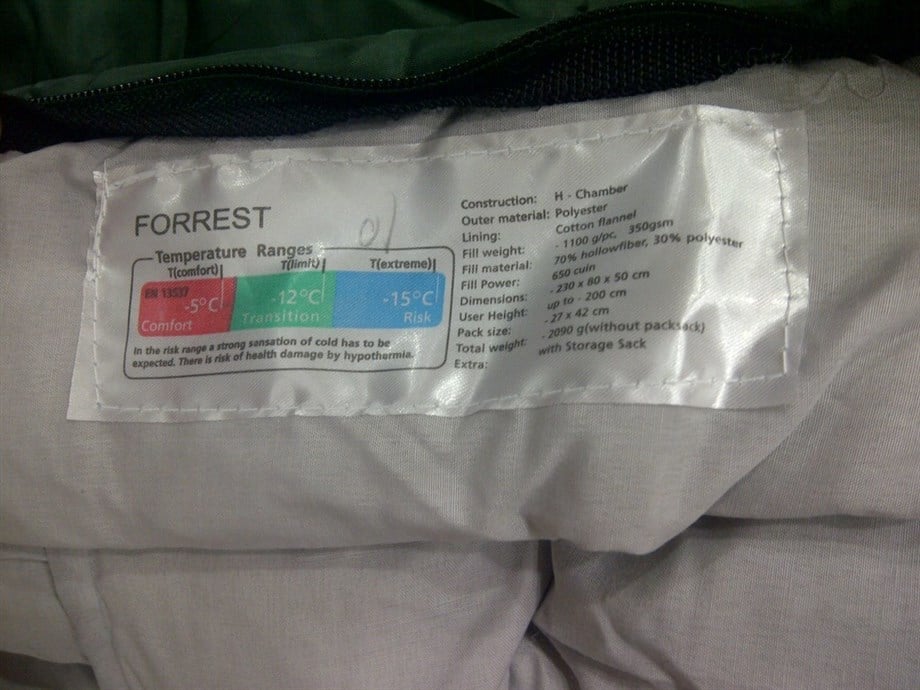 FORREST
Temperature Ranges
T(comfort) T(limit) T(extreme)
EN 13537
-5°C -12°C -15°C
Comfort Transition Risk
In the risk range a strong sensation of cold has to be
expected. There is risk of health damage by hypothermia.
Construction: H - Chamber
Outer material: Polyester
Lining: Cotton flannel
Fill weight: - 1100 g/pc, 350gsm
Fill material: 70% hollowfiber, 30% polyester
Fill Power: 650 cuin
Dimensions: - 230 x 80 x 50 cm
User Height: up to - 200 cm
Pack size: - 27 x 42 cm
Total weight: - 2090 g(without packsack)
Extra: with Storage Sack